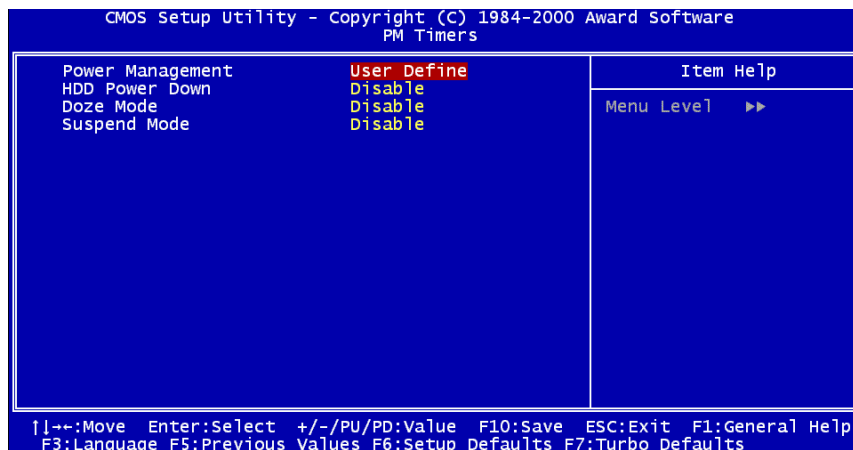 CMOS Setup Utility – Copyright (C) 1984-2000 Award Software
PM Timers
Power Management User Define
HDD Power Down Disable
Doze Mode Disable
Suspend Mode Disable
Item Help
Menu Level ▶▶
↑↓→←:Move Enter:Select +/-/PU/PD:Value F10:Save ESC:Exit F1:General Help
F3:Language F5:Previous Values F6:Setup Defaults F7:Turbo Defaults